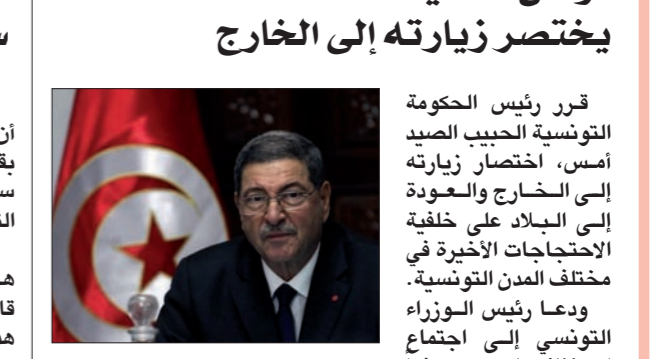 يختصر زيارته إلى الخارج
قرر رئيس الحكومة
التونسية الحبيب الصيد
أمس، اختصار زيارته
إلى الخارج والعودة
إلى البلاد على خلفية
الاحتجاجات الأخيرة في
مختلف المدن التونسية.
ودعا رئيس الوزراء
التونسي إلى اجتماع